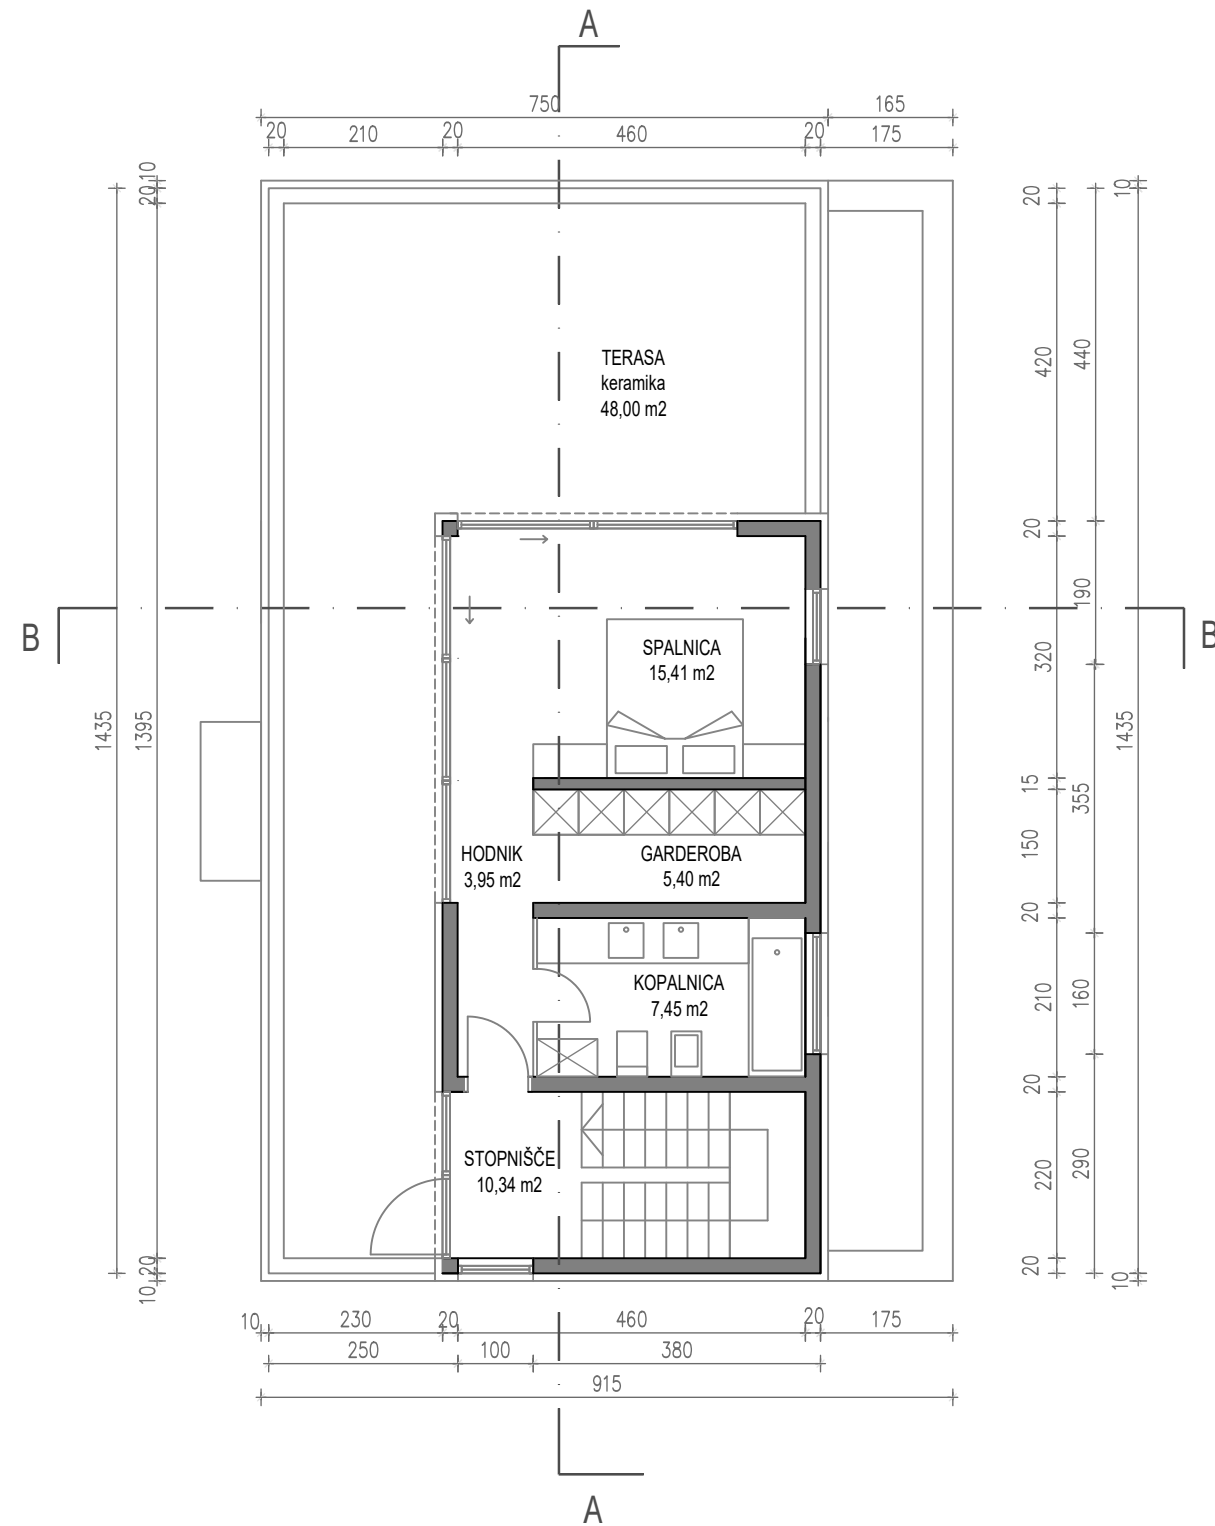 A
750
165
20
210
20
460
20
175
10
20
1435
1395
20
10
20
420
440
10
TERASA
keramika
48,00 m2
20
190
320
B
B
SPALNICA
15,41 m2
15
355
150
1435
HODNIK
3,95 m2
GARDEROBA
5,40 m2
20
KOPALNICA
7,45 m2
210
160
20
STOPNIŠČE
10,34 m2
220
290
20
10
10
230
20
460
20
175
250
100
380
915
A